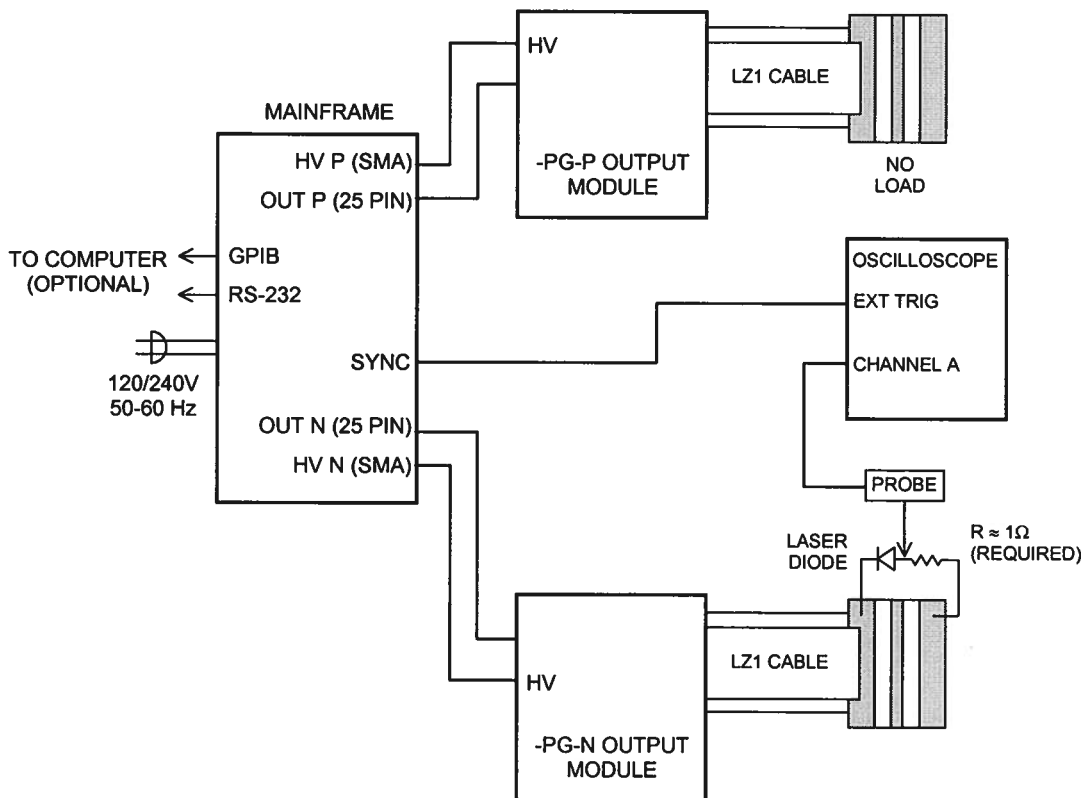 MAINFRAME
HV P (SMA)
OUT P (25 PIN)
GPIB
RS-232
SYNC
OUT N (25 PIN)
HV N (SMA)
TO COMPUTER
(OPTIONAL)
120/240V
50-60 Hz
HV
-PG-P OUTPUT
MODULE
LZ1 CABLE
NO
LOAD
OSCILLOSCOPE
EXT TRIG
CHANNEL A
PROBE
LASER
DIODE
R ≈ 1Ω
(REQUIRED)
HV
-PG-N OUTPUT
MODULE
LZ1 CABLE